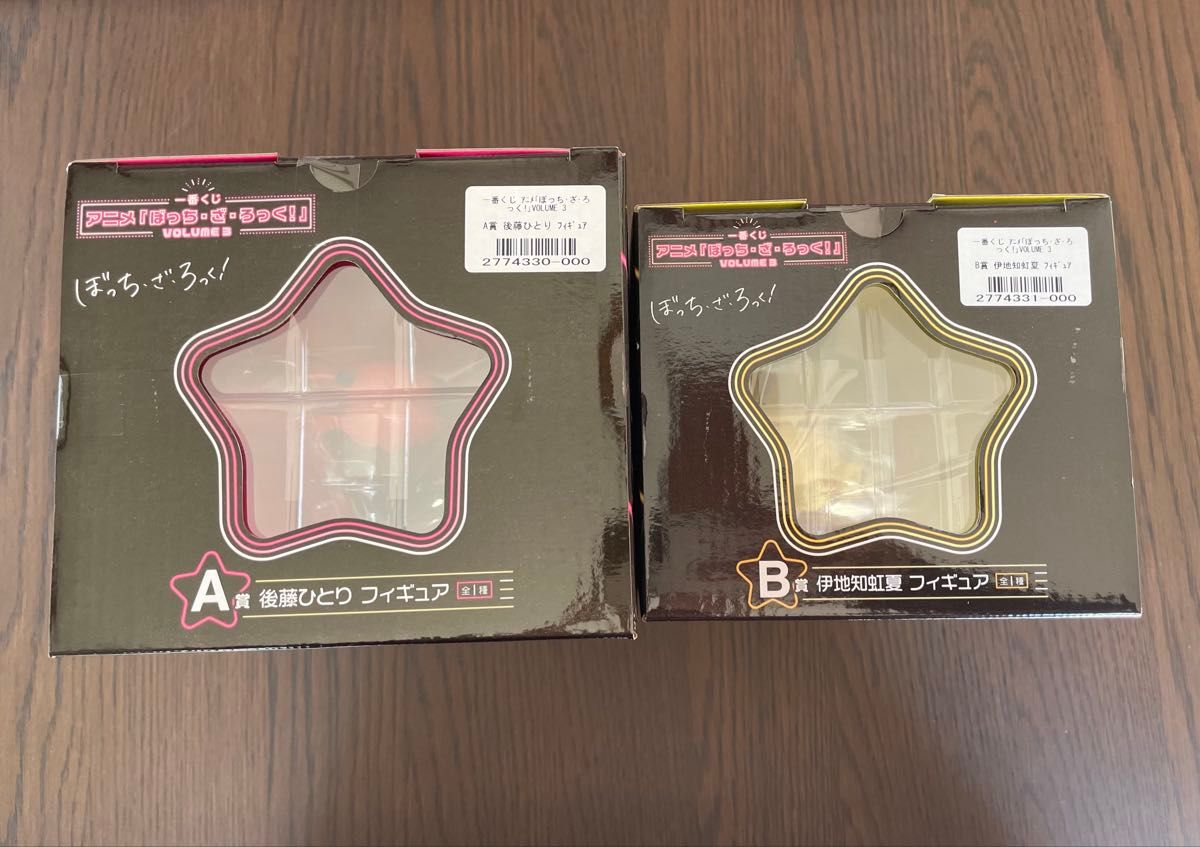 一番くじ
アニメ「ぼっち・ざ・ろっく!」
VOLUME 3
ぼっち・ざ・ろっく!
一番くじ アニメ「ぼっち・ざ・ろ
っく!」VOLUME 3
A賞 後藤ひとり フィギュア
2774330-000
A賞 後藤ひとり フィギュア 全1種
一番くじ
アニメ「ぼっち・ざ・ろっく!」
VOLUME 3
ぼっち・ざ・ろっく!
一番くじ アニメ「ぼっち・ざ・ろ
っく!」VOLUME 3
B賞 伊地知虹夏 フィギュア
2774331-000
B賞 伊地知虹夏 フィギュア 全1種